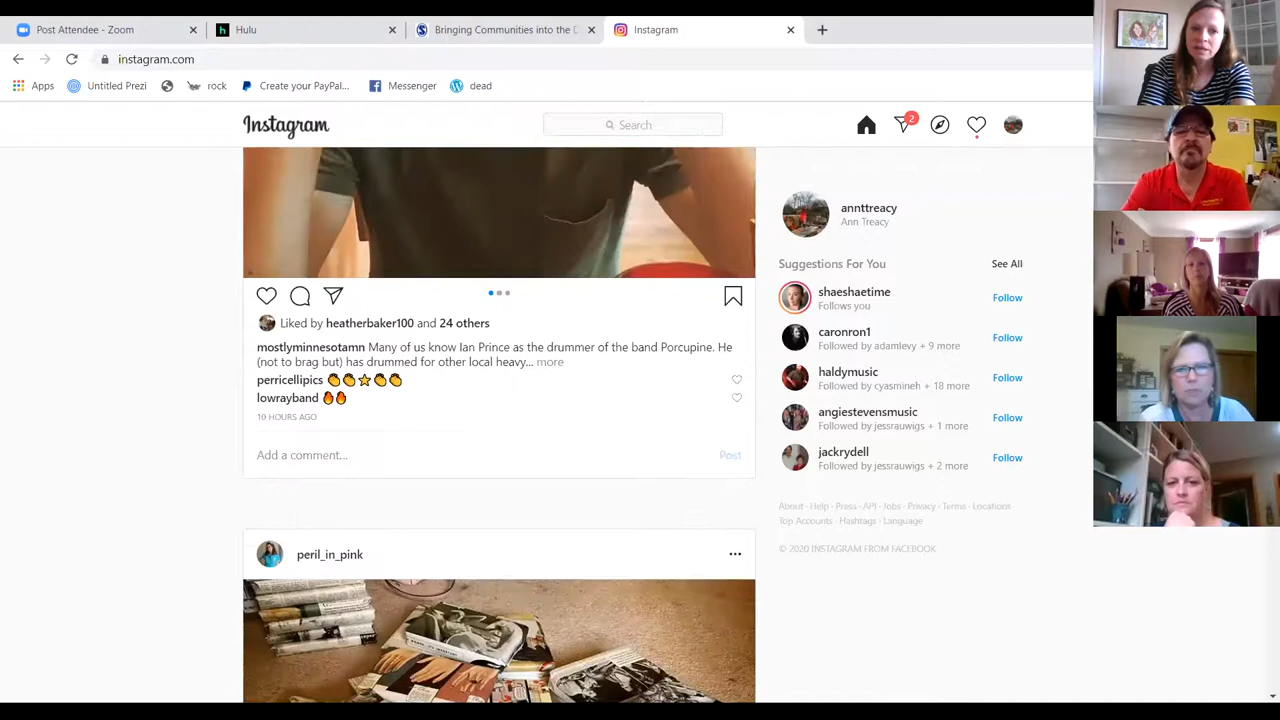 Post Attendee - Zoom
Hulu
Bringing Communities into the D
Instagram
instagram.com
Apps
Untitled Prezi
rock
Create your PayPal...
Messenger
dead
Instagram
Search
2
annttreacy
Ann Treacy
Suggestions For You
See All
shaeshaetime
Follows you
Follow
caronron1
Followed by adamlevy + 9 more
Follow
haldymusic
Followed by cyasmineh + 18 more
Follow
angiestevensmusic
Followed by jessrauwigs + 1 more
Follow
jackrydell
Followed by jessrauwigs + 2 more
Follow
About · Help · Press · API · Jobs · Privacy · Terms · Locations
Top Accounts · Hashtags · Language
© 2020 INSTAGRAM FROM FACEBOOK
Liked by heatherbaker100 and 24 others
mostlyminnesotamn Many of us know Ian Prince as the drummer of the band Porcupine. He
(not to brag but) has drummed for other local heavy... more
perricellipics 👏👏⭐👏👏
lowrayband 🔥🔥
10 HOURS AGO
Add a comment...
Post
peril_in_pink